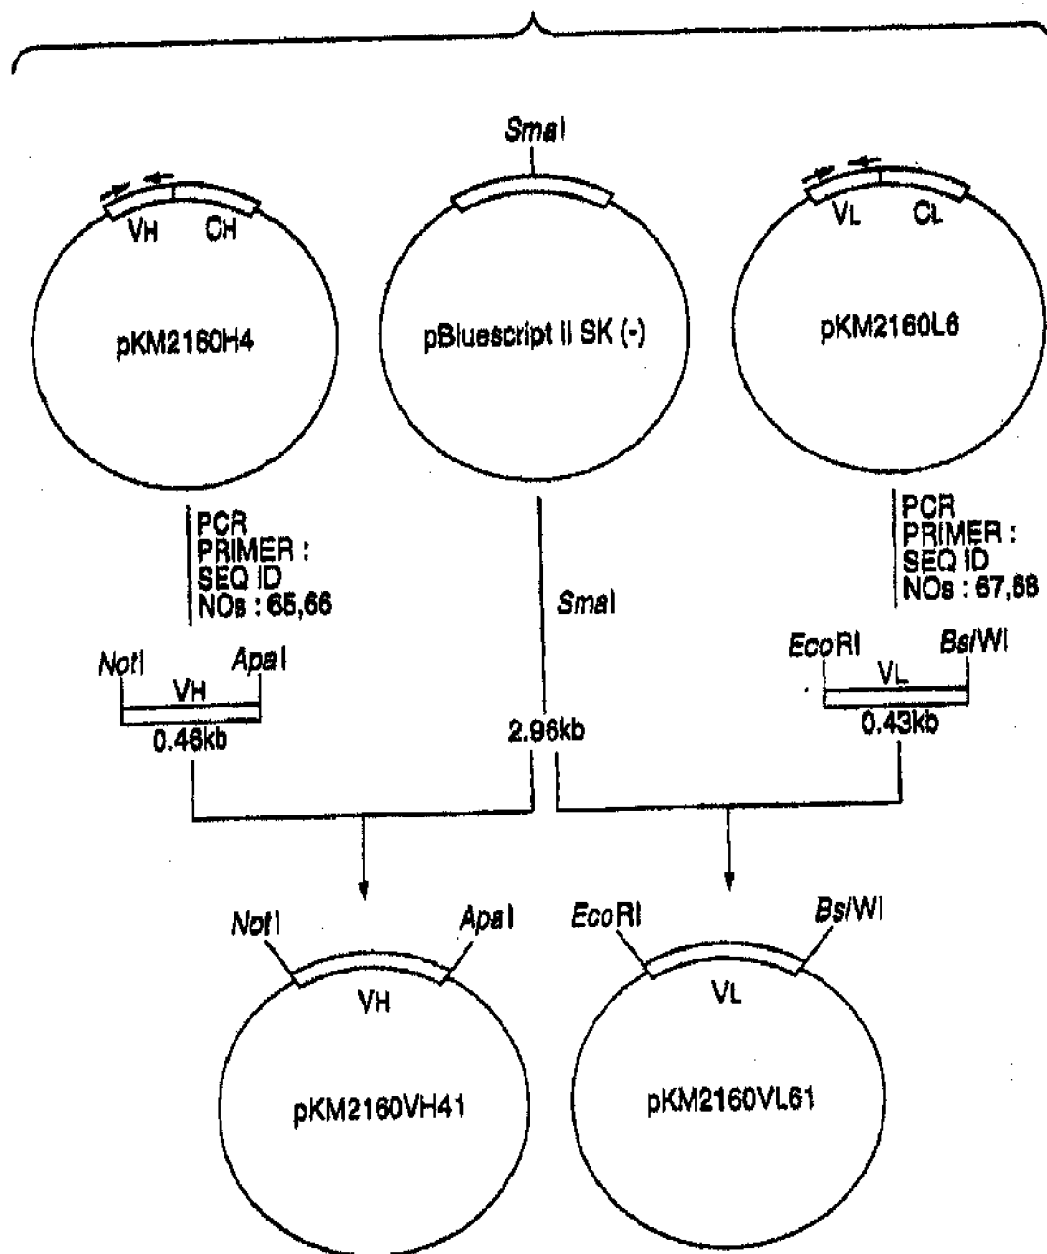 SmaI
VH CH
VL CL
pKM2160H4
pBluescript II SK (-)
pKM2160L6
PCR
PRIMER :
SEQ ID
NOs : 65,66
SmaI
PCR
PRIMER :
SEQ ID
NOs : 67,68
NotI ApaI
VH
0.46kb
2.96kb
EcoRI BsiWI
VL
0.43kb
NotI ApaI
VH
pKM2160VH41
EcoRI BsiWI
VL
pKM2160VL61